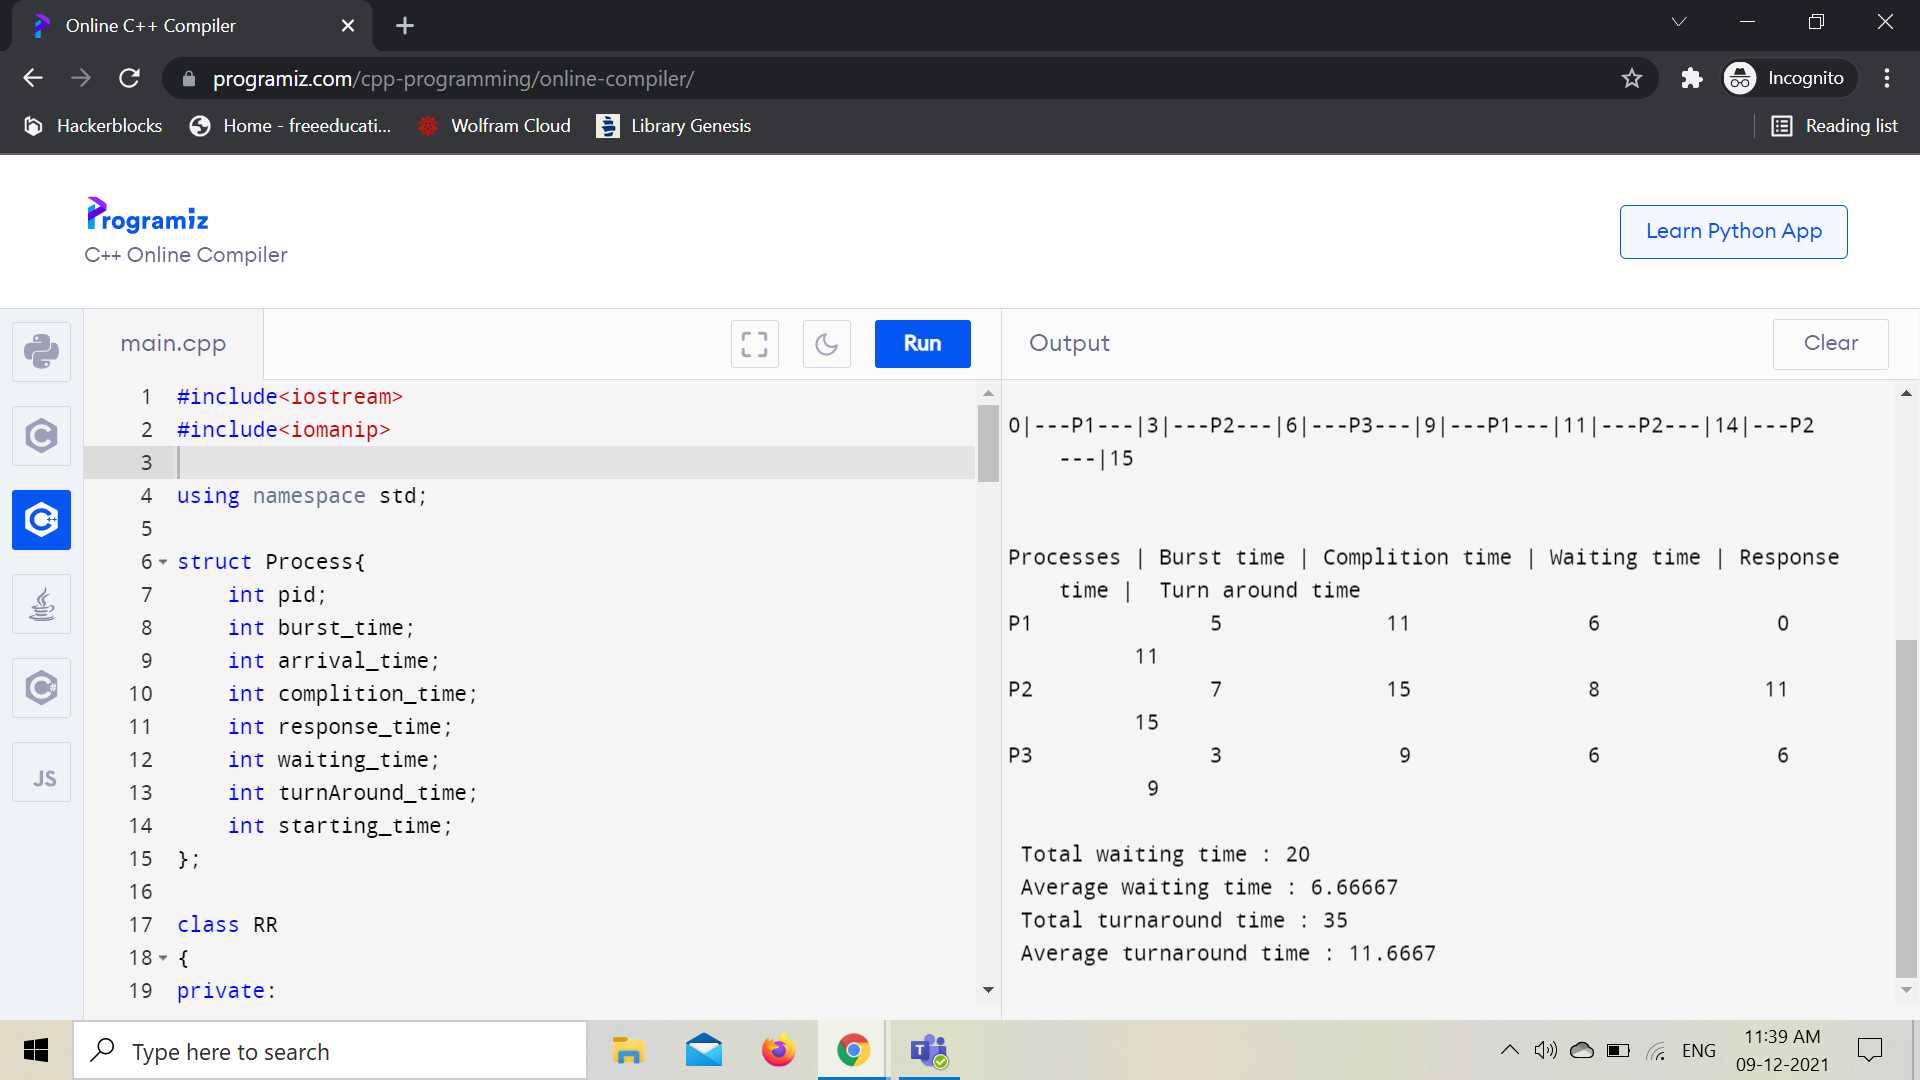 Online C++ Compiler
programiz.com/cpp-programming/online-compiler/
Incognito
Hackerblocks
Home - freeeducati...
Wolfram Cloud
Library Genesis
Reading list
Programiz
C++ Online Compiler
Learn Python App
main.cpp
Run
Output
Clear
1 #include<iostream>
2 #include<iomanip>
3
4 using namespace std;
5
6 struct Process{
7 int pid;
8 int burst_time;
9 int arrival_time;
10 int complition_time;
11 int response_time;
12 int waiting_time;
13 int turnAround_time;
14 int starting_time;
15 };
16
17 class RR
18 {
19 private:
JS
0|---P1---|3|---P2---|6|---P3---|9|---P1---|11|---P2---|14|---P2
---|15
Processes | Burst time | Complition time | Waiting time | Response
time | Turn around time
P1 5 11 6 0
11
P2 7 15 8 11
15
P3 3 9 6 6
9
Total waiting time : 20
Average waiting time : 6.66667
Total turnaround time : 35
Average turnaround time : 11.6667
Type here to search
ENG
11:39 AM
09-12-2021